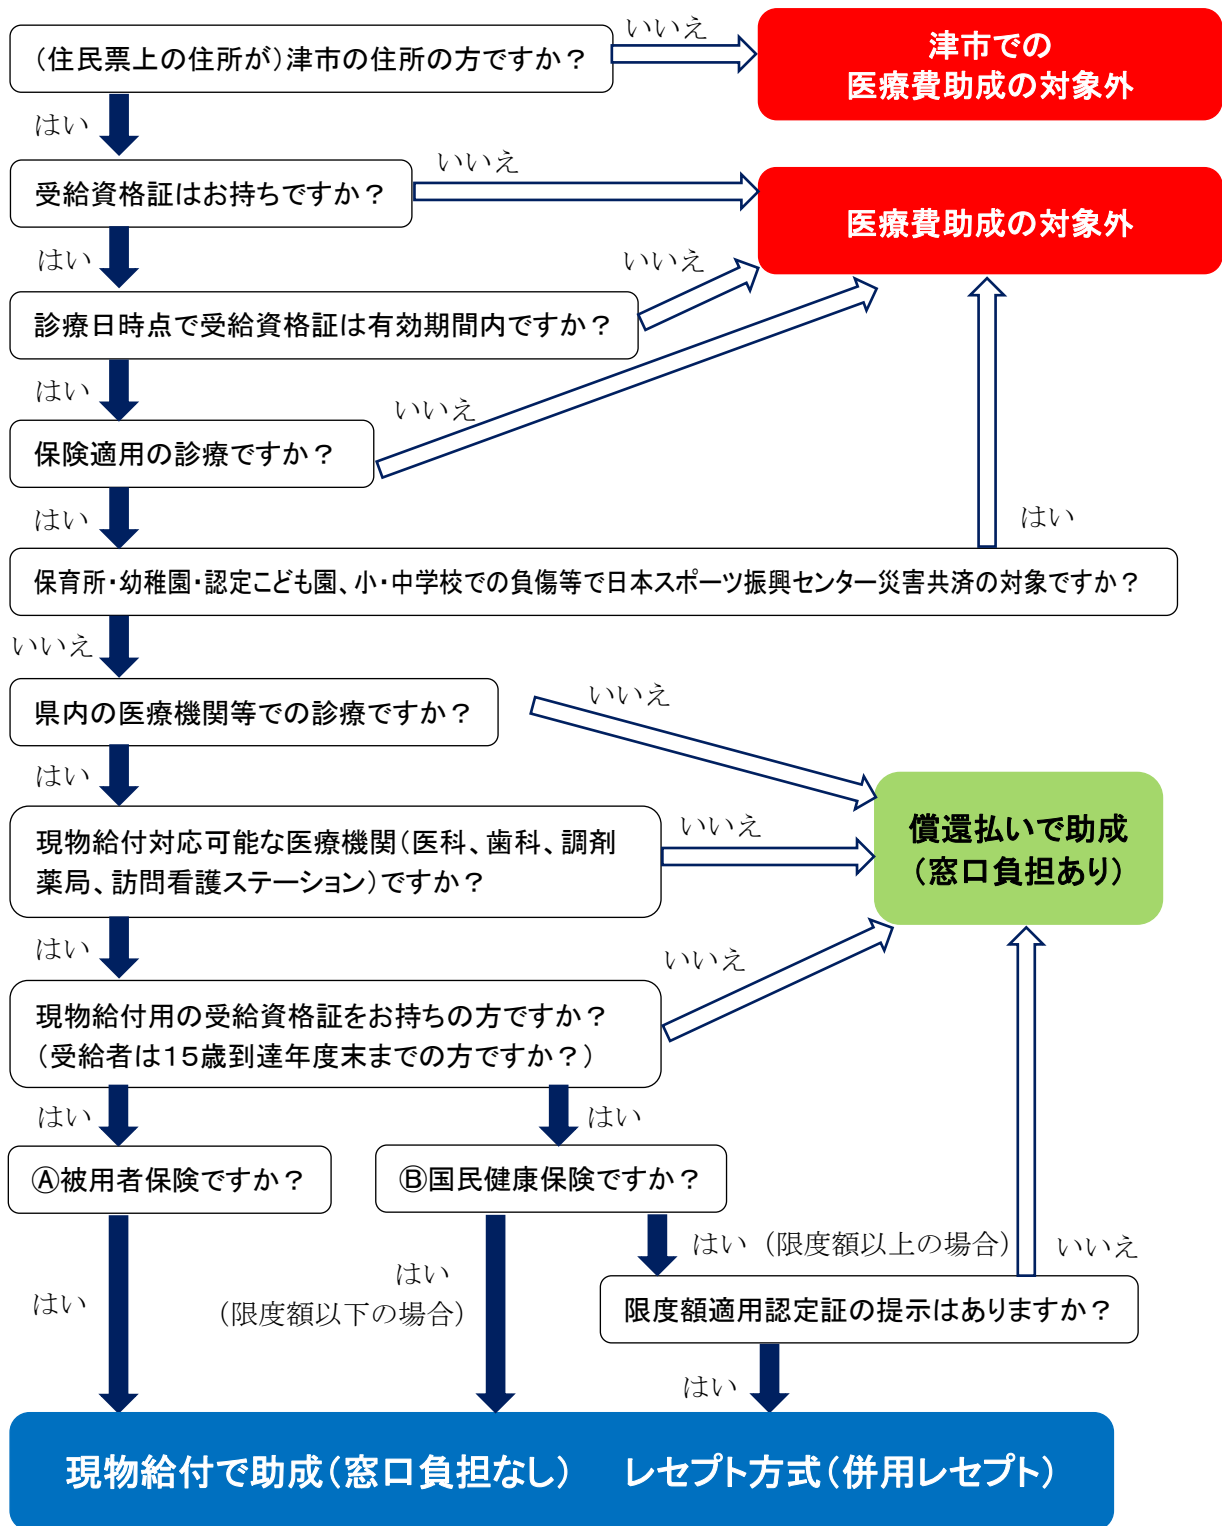 (住民票上の住所が)津市の住所の方ですか？
いいえ
津市での
医療費助成の対象外
はい
受給資格証はお持ちですか？
いいえ
医療費助成の対象外
はい
診療日時点で受給資格証は有効期間内ですか？
いいえ
はい
保険適用の診療ですか？
いいえ
はい
はい
保育所・幼稚園・認定こども園、小・中学校での負傷等で日本スポーツ振興センター災害共済の対象ですか？
いいえ
県内の医療機関等での診療ですか？
いいえ
はい
現物給付対応可能な医療機関(医科、歯科、調剤
薬局、訪問看護ステーション)ですか？
いいえ
償還払いで助成
(窓口負担あり)
はい
現物給付用の受給資格証をお持ちの方ですか？
(受給者は１５歳到達年度末までの方ですか？)
いいえ
はい
はい
Ⓐ被用者保険ですか？
Ⓑ国民健康保険ですか？
はい
はい
(限度額以下の場合)
はい（限度額以上の場合）
いいえ
限度額適用認定証の提示はありますか？
はい
現物給付で助成(窓口負担なし)　レセプト方式(併用レセプト)